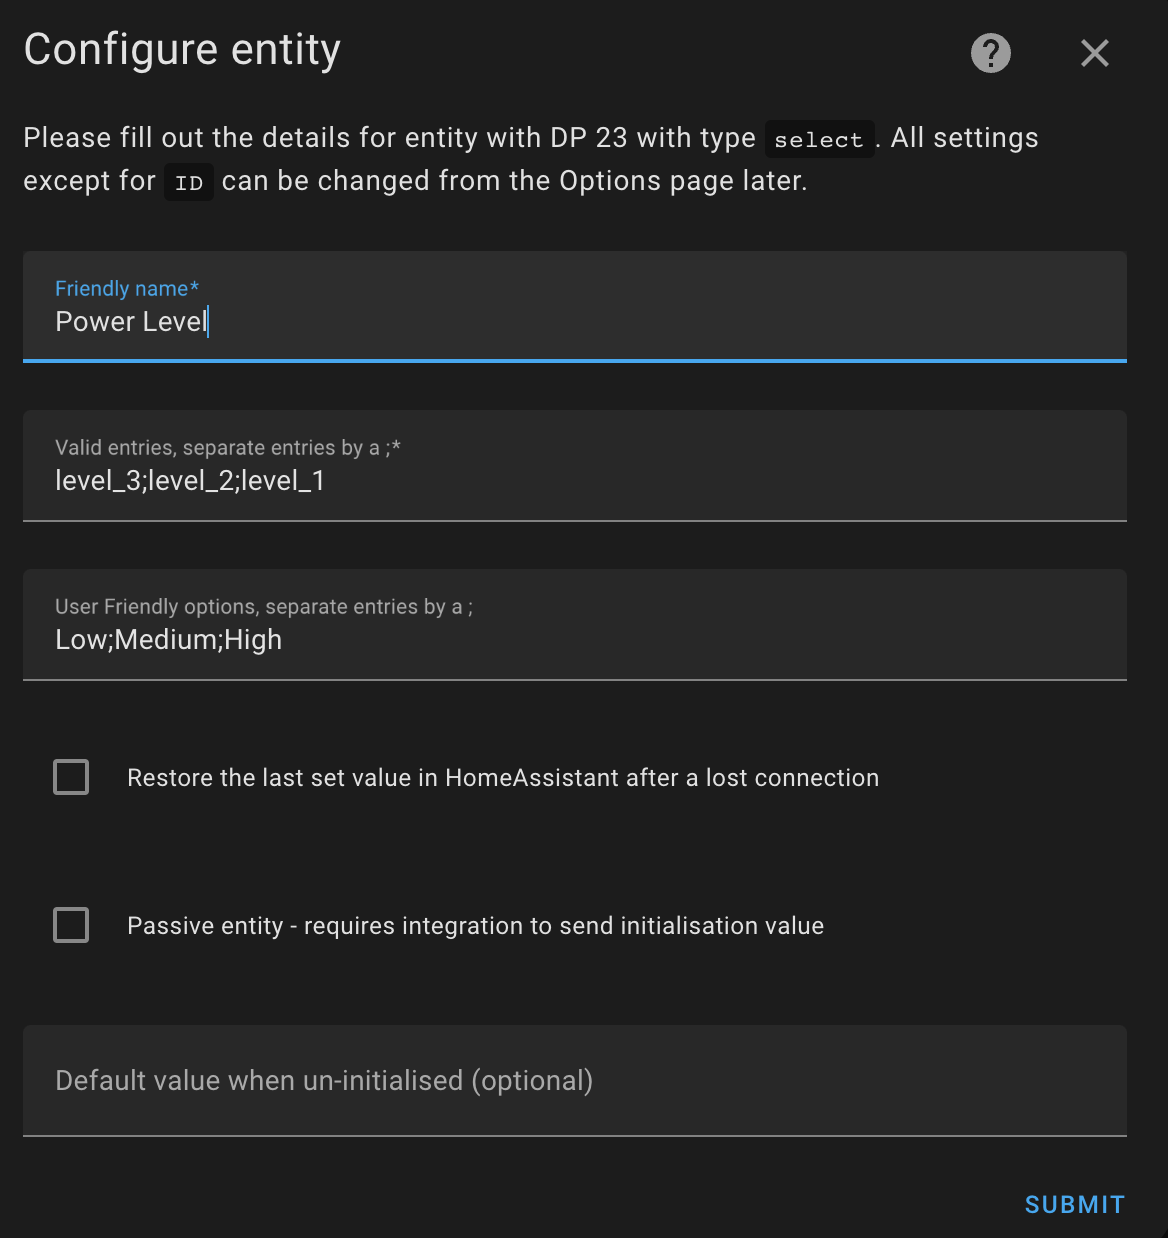 Configure entity
Please fill out the details for entity with DP 23 with type select. All settings
except for ID can be changed from the Options page later.
Friendly name*
Power Level
Valid entries, separate entries by a ;*
level_3;level_2;level_1
User Friendly options, separate entries by a ;
Low;Medium;High
Restore the last set value in HomeAssistant after a lost connection
Passive entity - requires integration to send initialisation value
Default value when un-initialised (optional)
SUBMIT